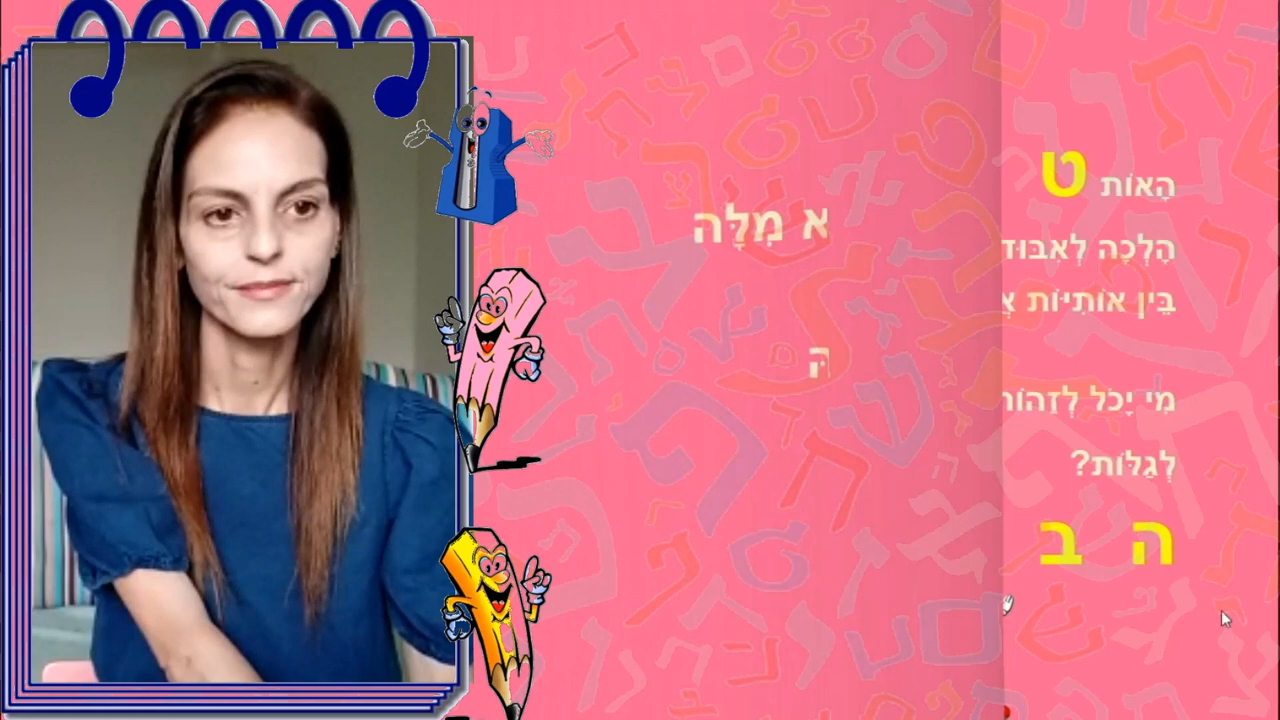 הָאוֹת ט
הָלְכָה לְאִבּוּד
בֵּין אוֹתִיּוֹת
מִי יָכֹל לְזַהוֹת
לְגַלּוֹת?
ה ב
א מִלָּה